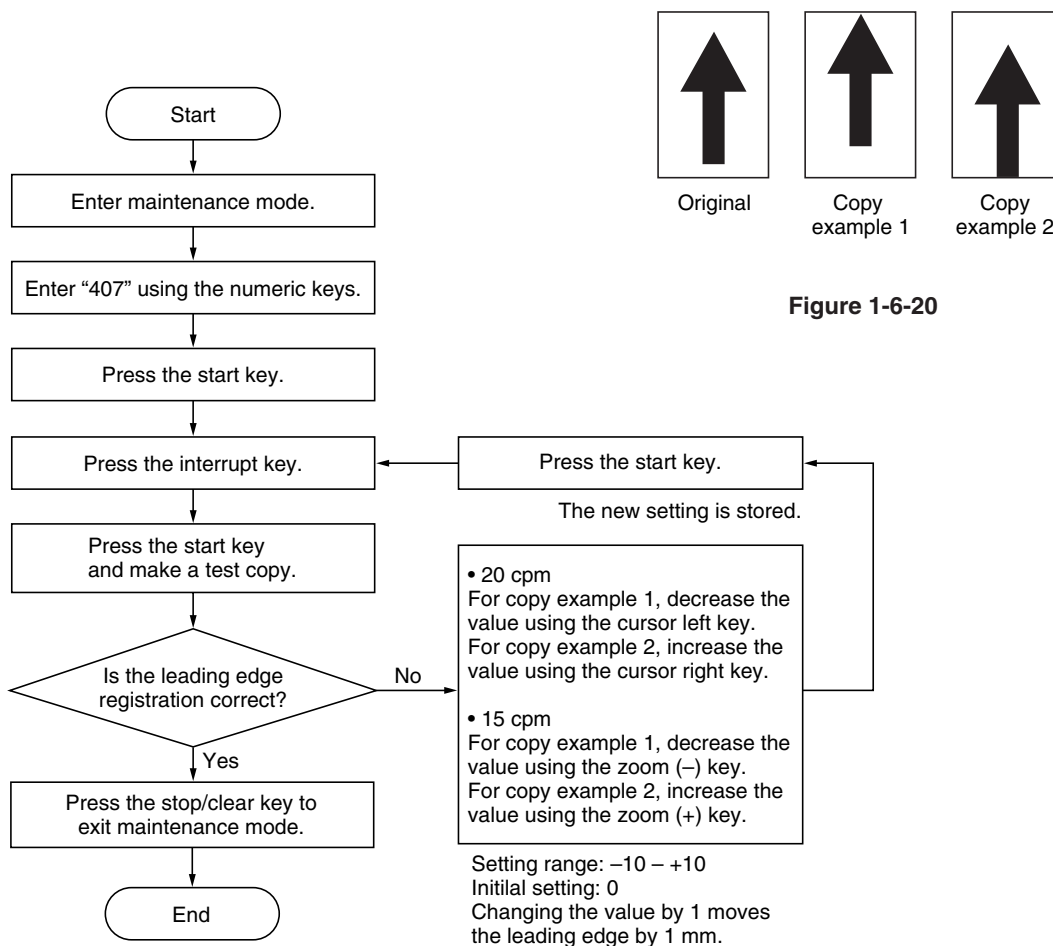 Start
Enter maintenance mode.
Enter “407” using the numeric keys.
Press the start key.
Press the interrupt key.
Press the start key
and make a test copy.
Is the leading edge
registration correct?
No
Yes
Press the stop/clear key to
exit maintenance mode.
End
• 20 cpm
For copy example 1, decrease the
value using the cursor left key.
For copy example 2, increase the
value using the cursor right key.
• 15 cpm
For copy example 1, decrease the
value using the zoom (–) key.
For copy example 2, increase the
value using the zoom (+) key.
Setting range: –10 – +10
Initilal setting: 0
Changing the value by 1 moves
the leading edge by 1 mm.
Press the start key.
The new setting is stored.
Original
Copy
example 1
Copy
example 2
Figure 1-6-20